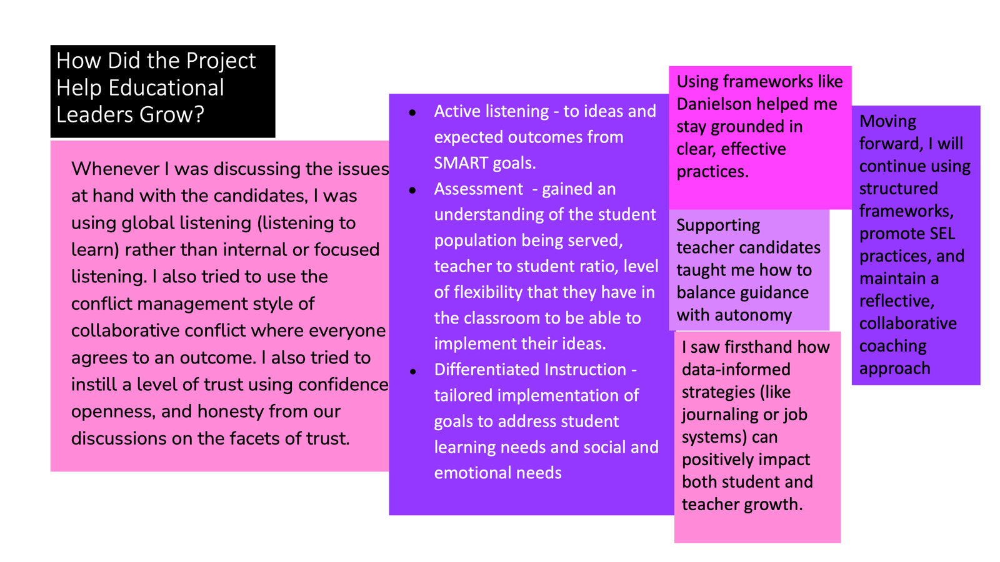 How Did the Project
Help Educational
Leaders Grow?
Whenever I was discussing the issues
at hand with the candidates, I was
using global listening (listening to
learn) rather than internal or focused
listening. I also tried to use the
conflict management style of
collaborative conflict where everyone
agrees to an outcome. I also tried to
instill a level of trust using confidence
openness, and honesty from our
discussions on the facets of trust.
● Active listening - to ideas and
expected outcomes from
SMART goals.
● Assessment - gained an
understanding of the student
population being served,
teacher to student ratio, level
of flexibility that they have in
the classroom to be able to
implement their ideas.
● Differentiated Instruction -
tailored implementation of
goals to address student
learning needs and social and
emotional needs
Using frameworks like
Danielson helped me
stay grounded in
clear, effective
practices.
Supporting
teacher candidates
taught me how to
balance guidance
with autonomy
I saw firsthand how
data-informed
strategies (like
journaling or job
systems) can
positively impact
both student and
teacher growth.
Moving
forward, I will
continue using
structured
frameworks,
promote SEL
practices, and
maintain a
reflective,
collaborative
coaching
approach